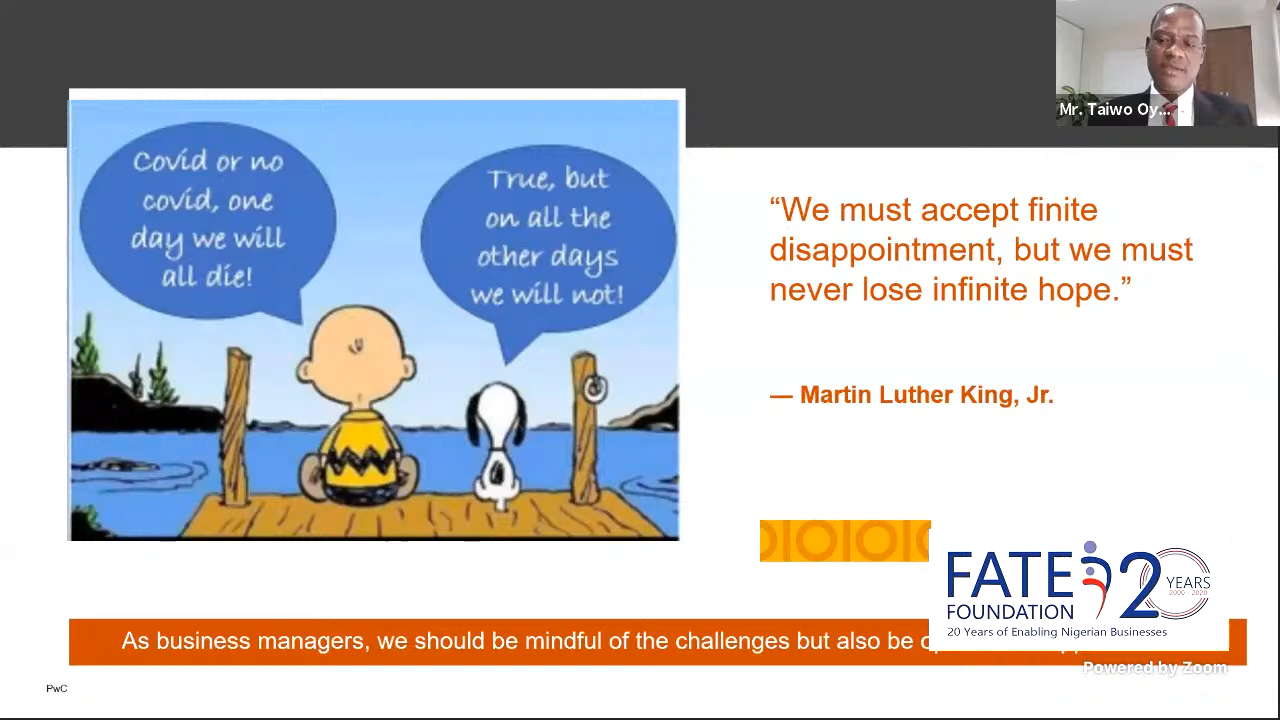 Mr. Taiwo Oy...
Covid or no
covid, one
day we will
all die!
True, but
on all the
other days
we will not!
“We must accept finite
disappointment, but we must
never lose infinite hope.”
— Martin Luther King, Jr.
FATE
FOUNDATION
20
YEARS
2000 - 2020
20 Years of Enabling Nigerian Businesses
As business managers, we should be mindful of the challenges but also be
Powered by Zoom
PwC